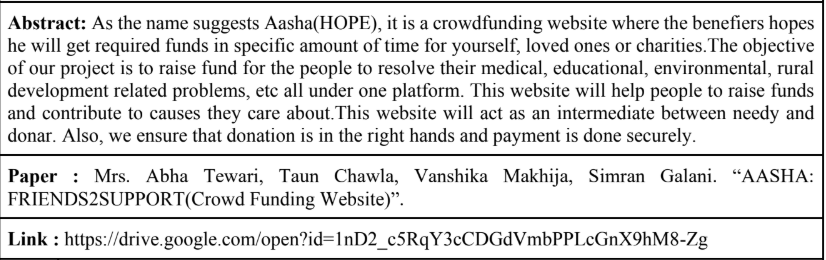 Abstract: As the name suggests Aasha(HOPE), it is a crowdfunding website where the benefiers hopes
he will get required funds in specific amount of time for yourself, loved ones or charities.The objective
of our project is to raise fund for the people to resolve their medical, educational, environmental, rural
development related problems, etc all under one platform. This website will help people to raise funds
and contribute to causes they care about.This website will act as an intermediate between needy and
donar. Also, we ensure that donation is in the right hands and payment is done securely.
Paper : Mrs. Abha Tewari, Taun Chawla, Vanshika Makhija, Simran Galani. “AASHA:
FRIENDS2SUPPORT(Crowd Funding Website)”.
Link : https://drive.google.com/open?id=1nD2_c5RqY3cCDGdVmbPPLcGnX9hM8-Zg